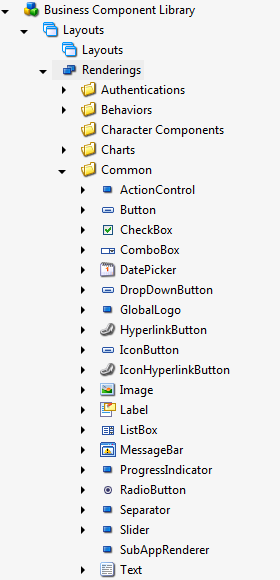 Business Component Library
Layouts
Layouts
Renderings
Authentications
Behaviors
Character Components
Charts
Common
ActionControl
Button
CheckBox
ComboBox
DatePicker
DropDownButton
GlobalLogo
HyperlinkButton
IconButton
IconHyperlinkButton
Image
Label
ListBox
MessageBar
ProgressIndicator
RadioButton
Separator
Slider
SubAppRenderer
Text